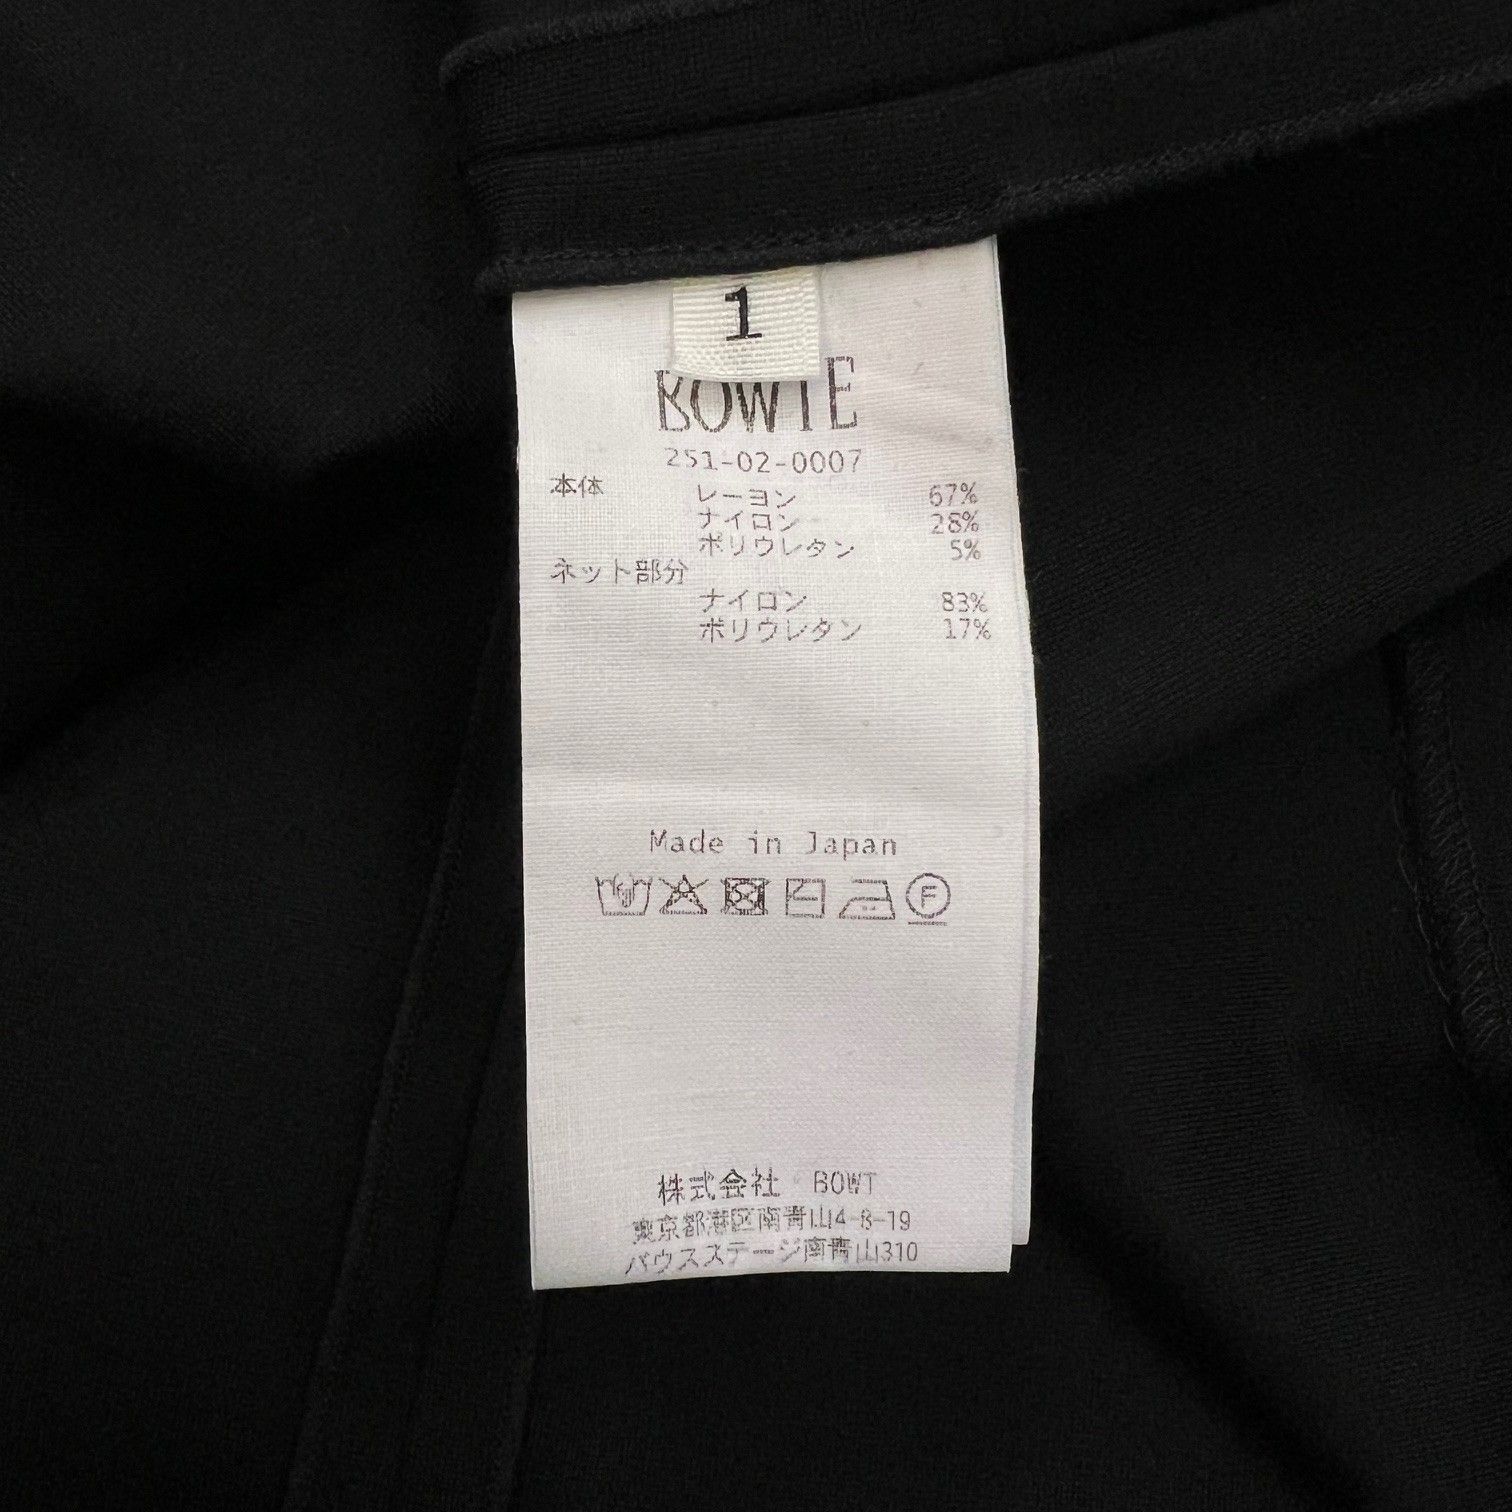 1
BOWTE
251-02-0007
本体 レーヨン 67%
ナイロン 28%
ポリウレタン 5%
ネット部分
ナイロン 83%
ポリウレタン 17%
Made in Japan
F
株式会社 BOWT
東京都港区南青山4-8-19
パウスステージ南青山310